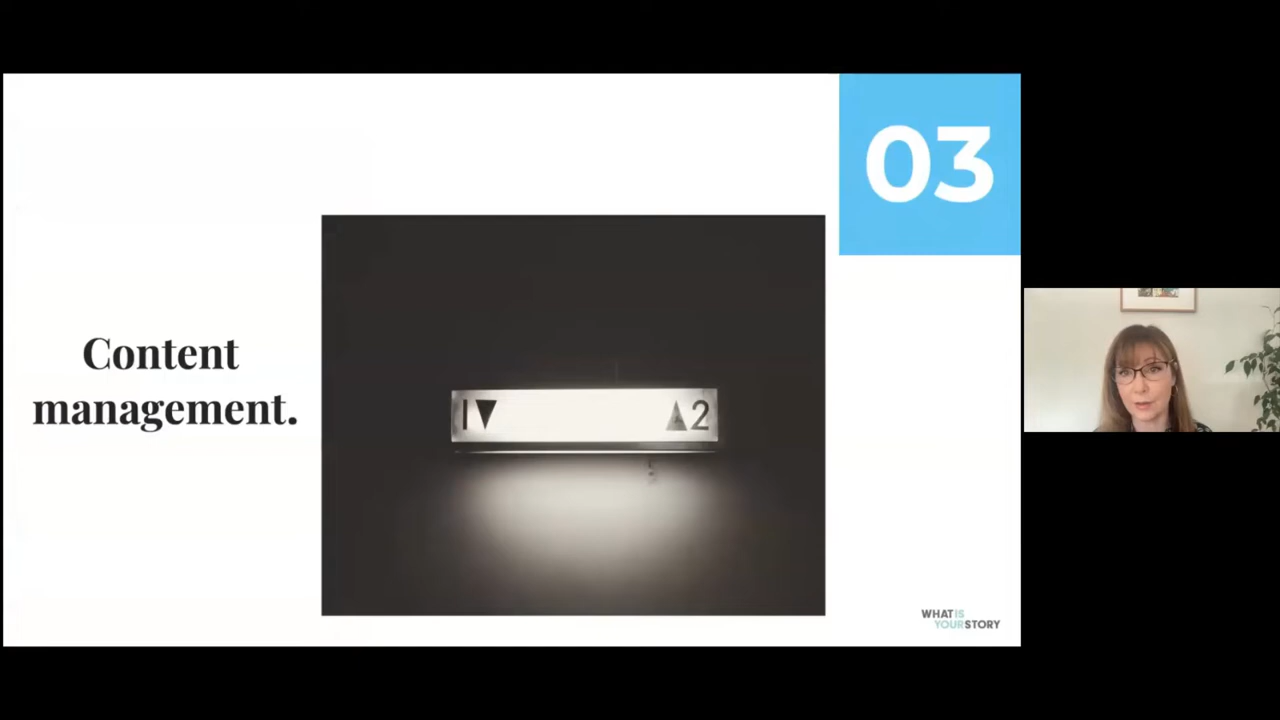 03
Content
management.
1▼ ▲2
WHAT IS
YOUR STORY